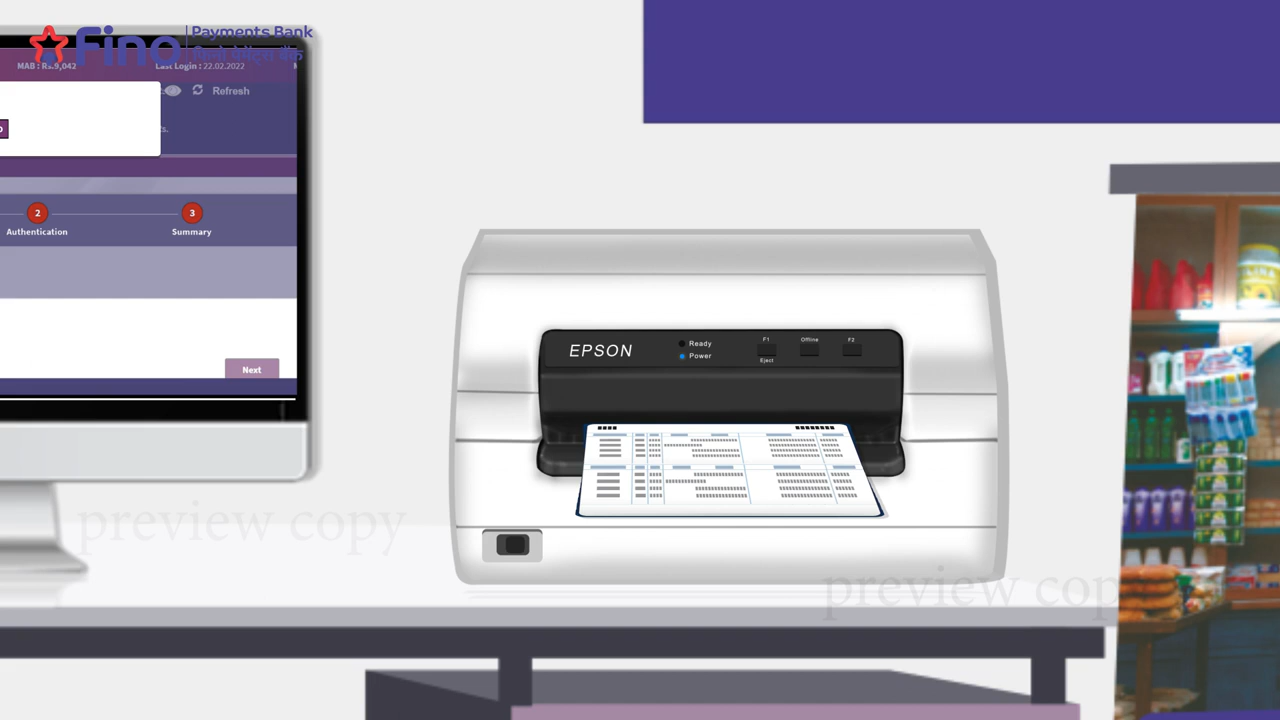 Fino
Payments Bank
फिनो पेमेंट्स बैंक
MAB : Rs.9,042
Last Login : 22.02.2022
Refresh
ts.
2
3
Authentication
Summary
Next
EPSON
Ready
Power
F1
Offline
F2
Eject
preview copy
preview cop